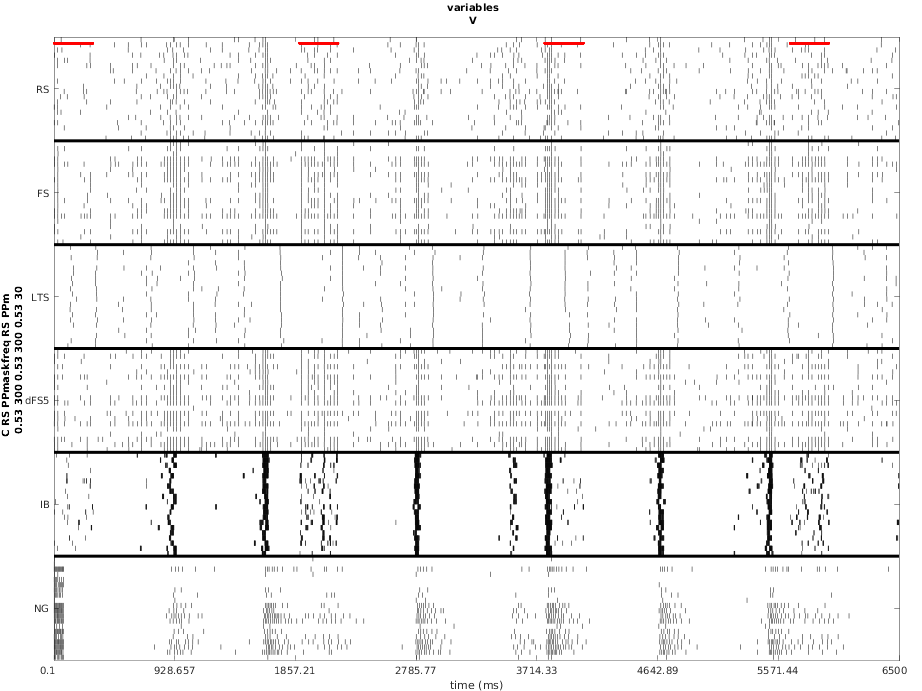 variables
V
RS
FS
LTS
dFS5
IB
NG
C RS PPmaskfreq RS PPm
0.53 300 0.53 300 0.53 30
0.1 928.657 1857.21 2785.77 3714.33 4642.89 5571.44 6500
time (ms)